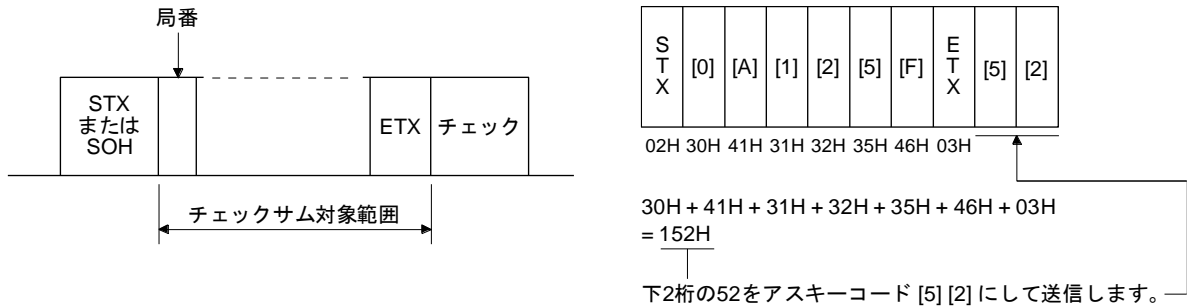 局番
STX
または
SOH
ETX
チェック
チェックサム対象範囲
STX [0] [A] [1] [2] [5] [F] ETX [5] [2]
02H 30H 41H 31H 32H 35H 46H 03H
30H + 41H + 31H + 32H + 35H + 46H + 03H
= 152H
下2桁の52をアスキーコード [5] [2] にして送信します。